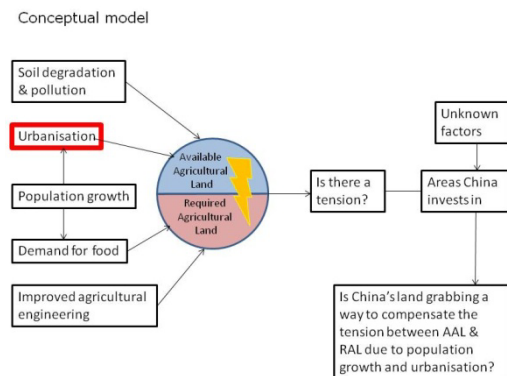 Conceptual model
Soil degradation
& pollution
Urbanisation
Population growth
Demand for food
Improved agricultural
engineering
Available
Agricultural
Land
Required
Agricultural
Land
Is there a
tension?
Unknown
factors
Areas China
invests in
Is China's land grabbing a
way to compensate the
tension between AAL &
RAL due to population
growth and urbanisation?